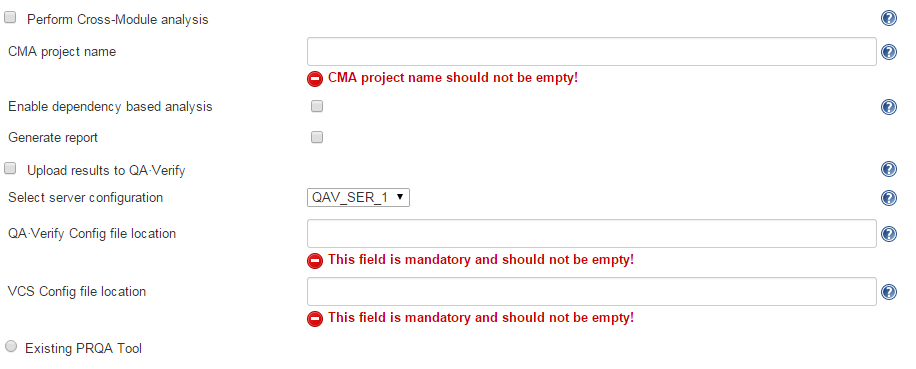 Perform Cross-Module analysis
CMA project name
CMA project name should not be empty!
Enable dependency based analysis
Generate report
Upload results to QA·Verify
Select server configuration QAV_SER_1
QA·Verify Config file location
This field is mandatory and should not be empty!
VCS Config file location
This field is mandatory and should not be empty!
Existing PRQA Tool